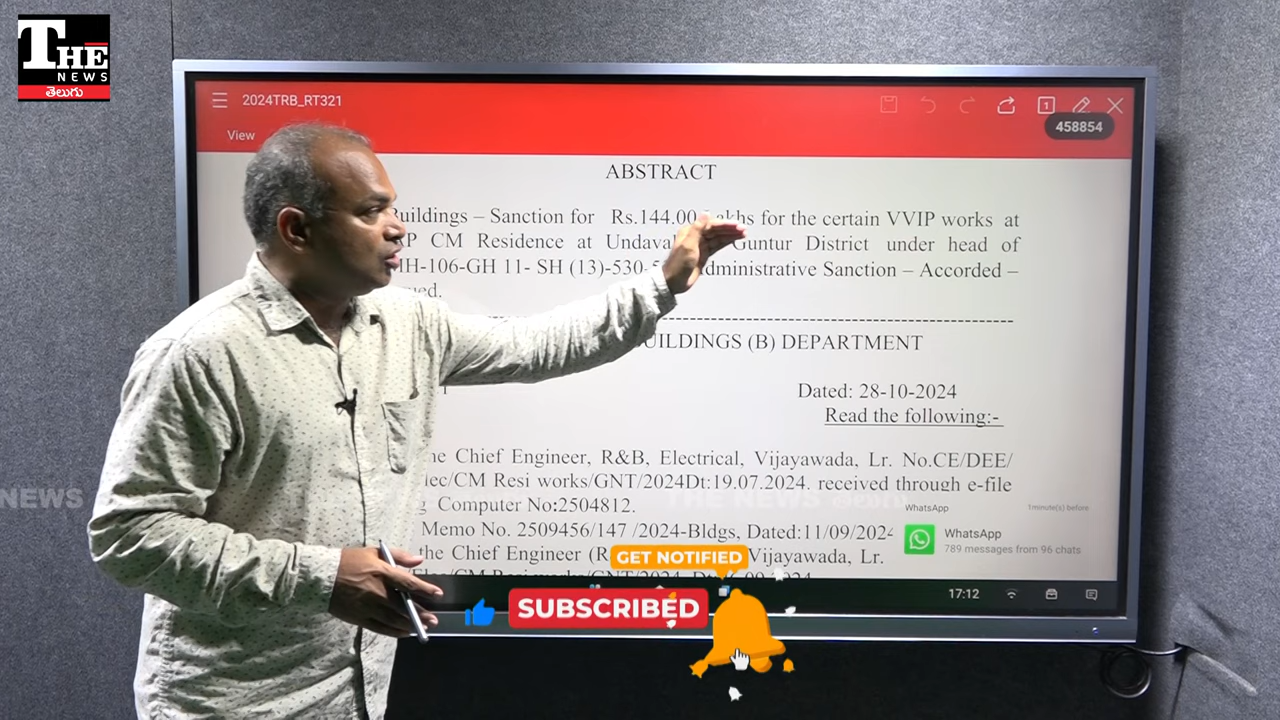 THE
NEWS
తెలుగు
2024TRB_RT321
1
View
458854
ABSTRACT
Buildings – Sanction for Rs.144.00 Lakhs for the certain VVIP works at
CM Residence at Guntur District under head of
MH-106-GH 11- SH (13)-530- Administrative Sanction – Accorded –
BUILDINGS (B) DEPARTMENT
Dated: 28-10-2024
Read the following:-
Chief Engineer, R&B, Electrical, Vijayawada, Lr. No.CE/DEE/
/CM Resi works/GNT/2024Dt:19.07.2024. received through e-file
Computer No:2504812.
Memo No. 2509456/147 /2024-Bldgs, Dated:11/09/2024
the Chief Engineer Vijayawada, Lr.
NEWS
THE NEWS తెలుగు
WhatsApp
1minute(s) before
WhatsApp
789 messages from 96 chats
GET NOTIFIED
SUBSCRIBED
17:12